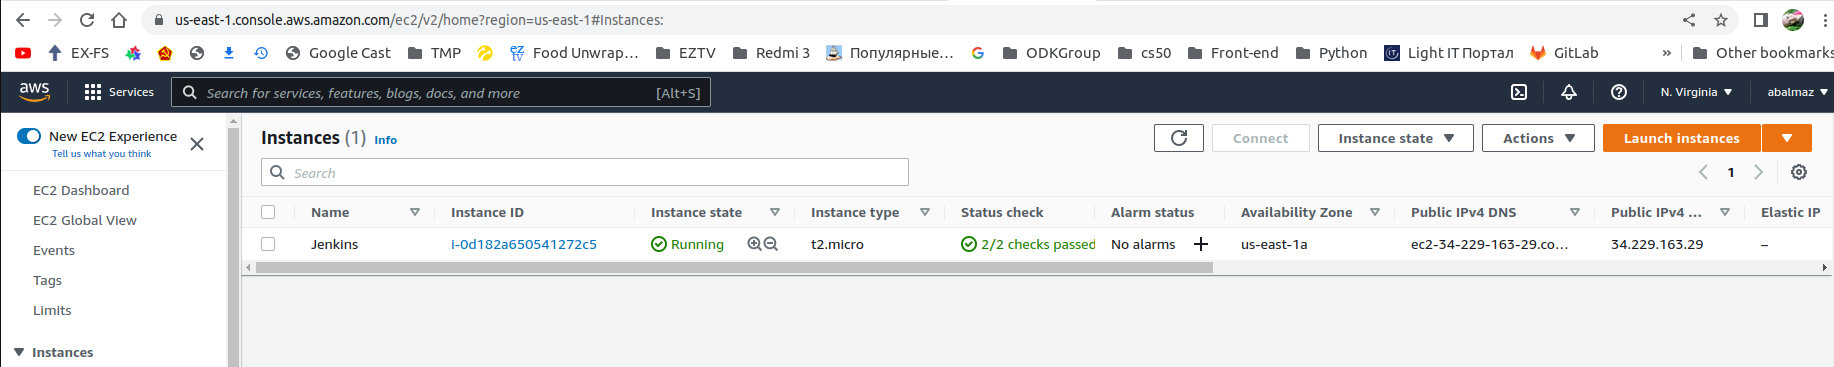 us-east-1.console.aws.amazon.com/ec2/v2/home?region=us-east-1#Instances:
EX-FS Google Cast TMP Food Unwrap… EZTV Redmi 3 Популярные… ODKGroup cs50 Front-end Python Light IT Портал GitLab » Other bookmarks
aws Services Search for services, features, blogs, docs, and more [Alt+S] N. Virginia abalmaz
New EC2 Experience
Tell us what you think
EC2 Dashboard
EC2 Global View
Events
Tags
Limits
Instances
Instances (1) Info Connect Instance state Actions Launch instances
Search 1
Name Instance ID Instance state Instance type Status check Alarm status Availability Zone Public IPv4 DNS Public IPv4 ... Elastic IP
Jenkins i-0d182a650541272c5 Running t2.micro 2/2 checks passed No alarms + us-east-1a ec2-34-229-163-29.co... 34.229.163.29 –